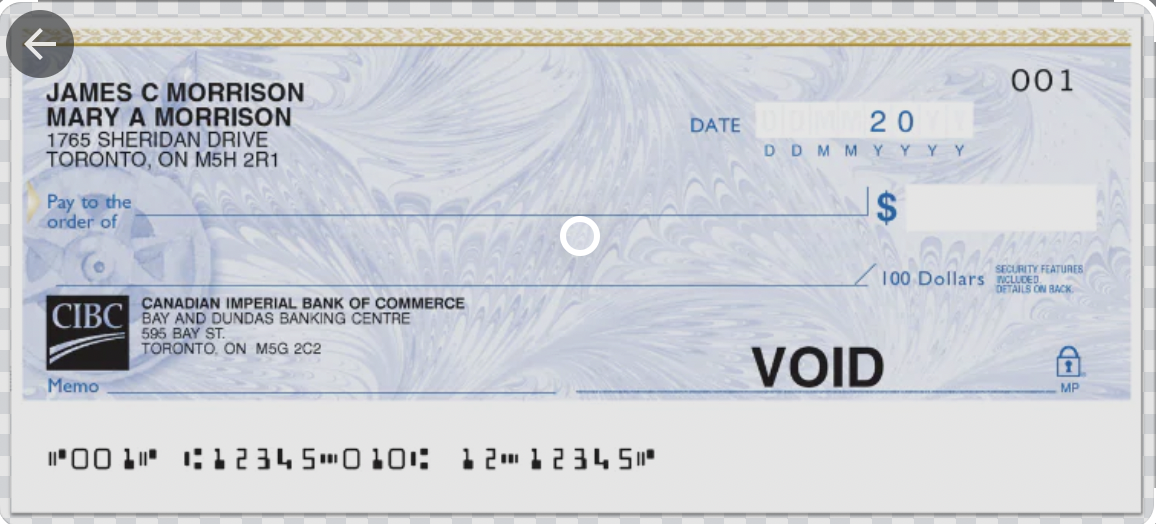 001
JAMES C MORRISON
MARY A MORRISON
1765 SHERIDAN DRIVE
TORONTO, ON M5H 2R1
DATE 20
D D M M Y Y Y Y
Pay to the
order of
$
100 Dollars
SECURITY FEATURES
INCLUDED.
DETAILS ON BACK.
CIBC
CANADIAN IMPERIAL BANK OF COMMERCE
BAY AND DUNDAS BANKING CENTRE
595 BAY ST.
TORONTO, ON M5G 2C2
VOID
Memo
MP
⑈001⑈ ⑆12345⑉010⑆ 12⑉12345⑈